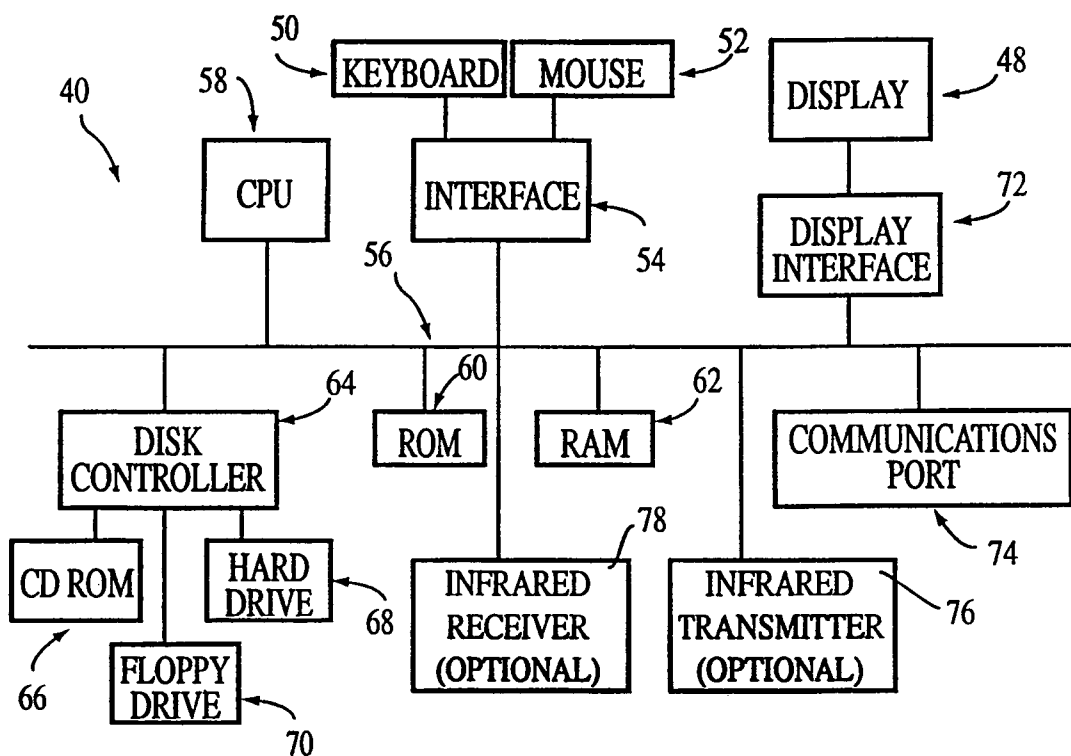 50
KEYBOARD
MOUSE
52
58
40
CPU
INTERFACE
54
DISPLAY
48
72
DISPLAY
INTERFACE
56
64
DISK
CONTROLLER
60
ROM
62
RAM
COMMUNICATIONS
PORT
74
CD ROM
66
HARD
DRIVE
68
FLOPPY
DRIVE
70
78
INFRARED
RECEIVER
(OPTIONAL)
INFRARED
TRANSMITTER
(OPTIONAL)
76